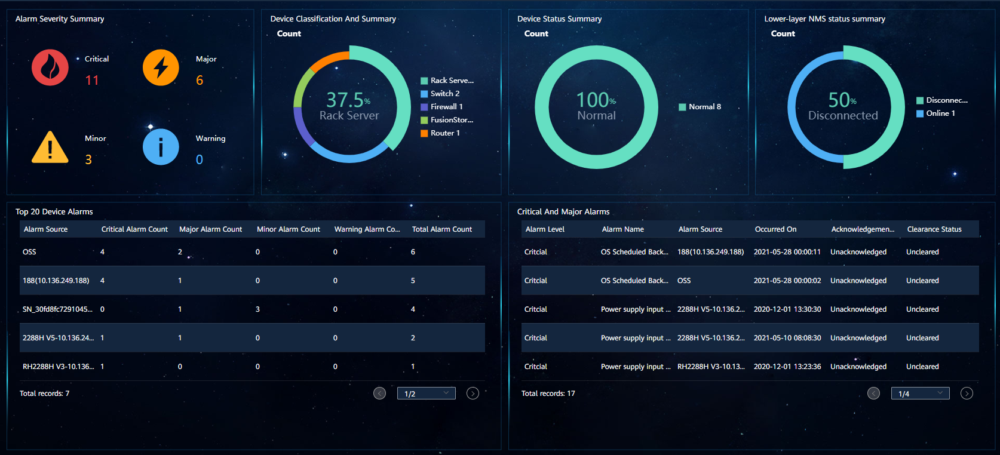 Alarm Severity Summary
Critical
11
Major
6
Minor
3
Warning
0
Device Classification And Summary
Count
37.5%
Rack Server
Rack Serve...
Switch 2
Firewall 1
FusionStor...
Router 1
Device Status Summary
Count
100%
Normal
Normal 8
Lower-layer NMS status summary
Count
50%
Disconnected
Disconnec...
Online 1
Top 20 Device Alarms
Alarm Source Critical Alarm Count Major Alarm Count Minor Alarm Count Warning Alarm Co... Total Alarm Count
OSS 4 2 0 0 6
188(10.136.249.188) 4 1 0 0 5
SN_30fd8fc7291045... 0 1 3 0 4
2288H V5-10.136.24... 1 1 0 0 2
RH2288H V3-10.136... 1 0 0 0 1
Total records: 7
1/2
Critical And Major Alarms
Alarm Level Alarm Name Alarm Source Occurred On Acknowledgemen... Clearance Status
Critcial OS Scheduled Back... 188(10.136.249.188) 2021-05-28 00:00:11 Unacknowledged Uncleared
Critcial OS Scheduled Back... OSS 2021-05-28 00:00:02 Unacknowledged Uncleared
Critcial Power supply input ... 2288H V5-10.136.2... 2020-12-01 13:30:30 Unacknowledged Uncleared
Critcial Power supply input ... 2288H V5-10.136.2... 2021-05-10 08:08:30 Unacknowledged Uncleared
Critcial Power supply input ... RH2288H V3-10.13... 2020-12-01 13:23:36 Unacknowledged Uncleared
Total records: 17
1/4